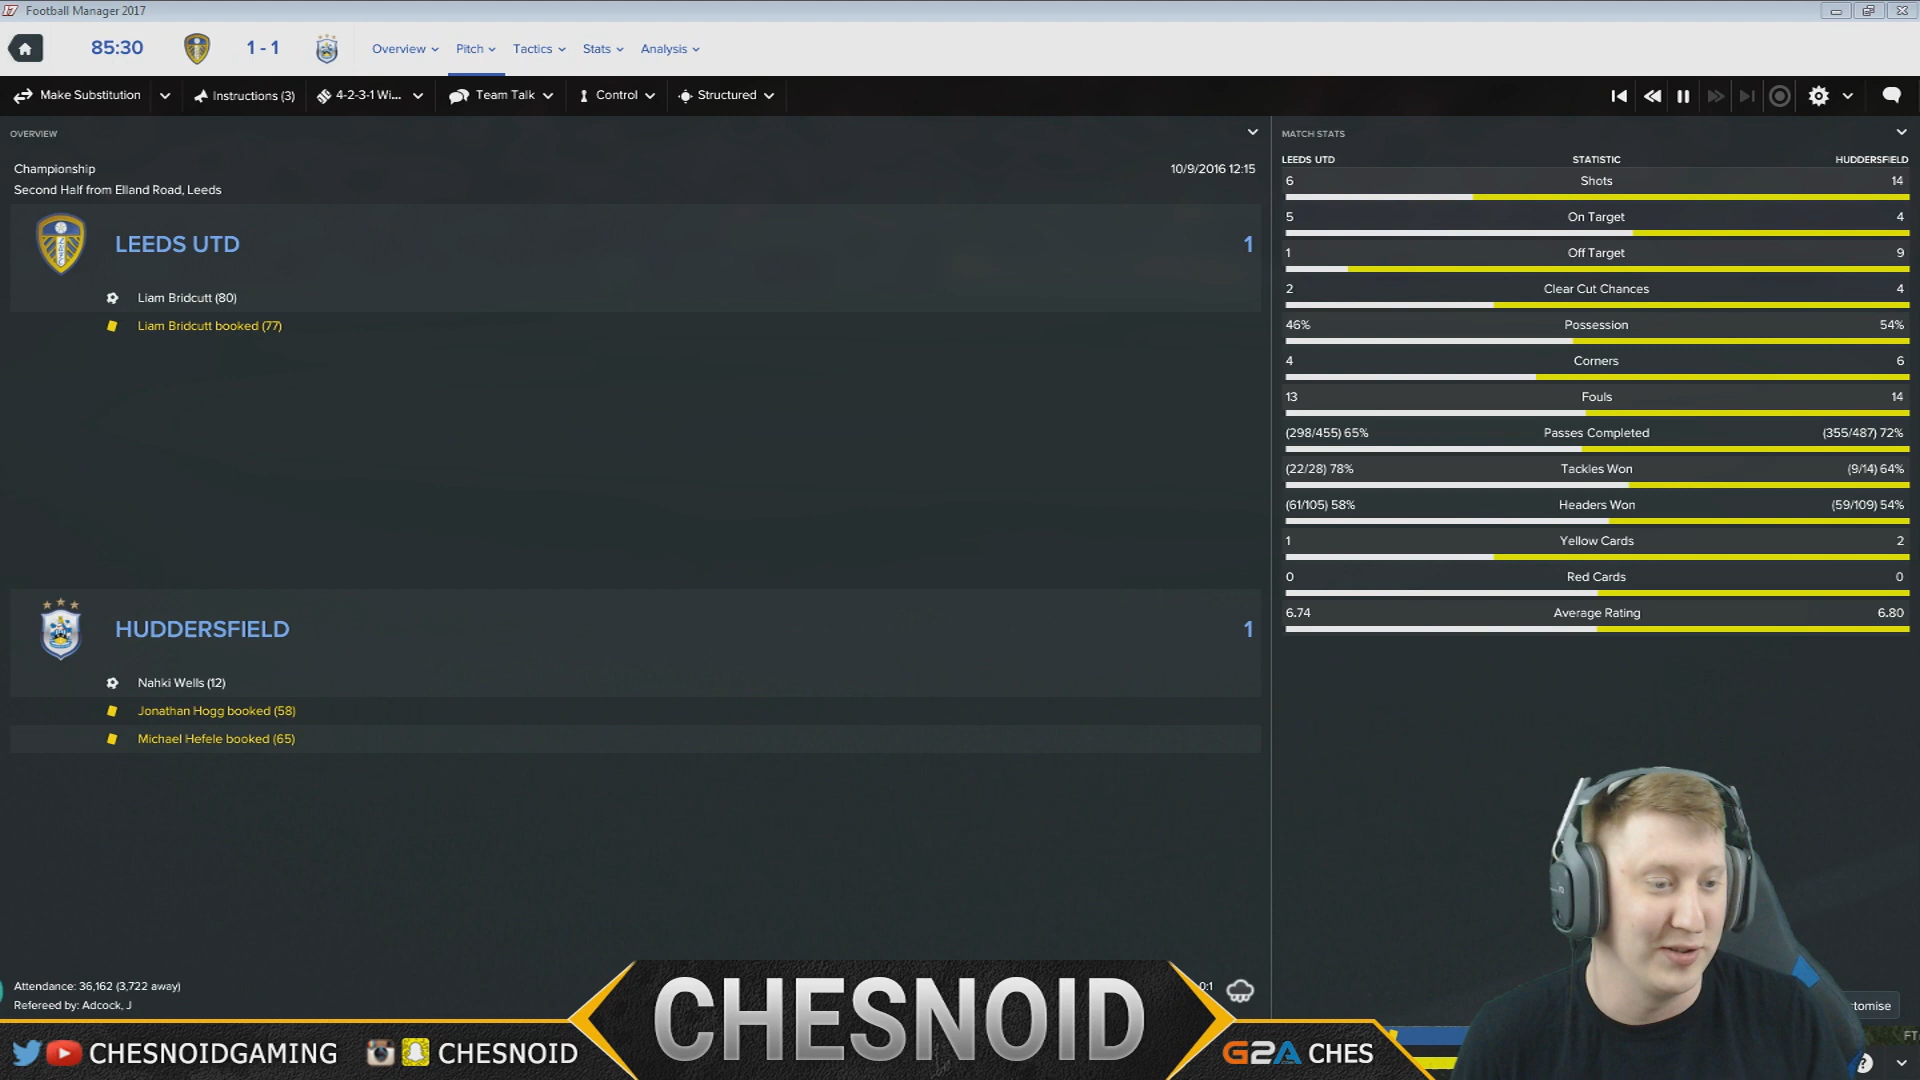 Football Manager 2017
85:30 1 - 1 Overview Pitch Tactics Stats Analysis
Make Substitution Instructions (3) 4-2-3-1 Wi... Team Talk Control Structured
OVERVIEW
Championship 10/9/2016 12:15
Second Half from Elland Road, Leeds
LEEDS UTD 1
Liam Bridcutt (80)
Liam Bridcutt booked (77)
HUDDERSFIELD 1
Nahki Wells (12)
Jonathan Hogg booked (58)
Michael Hefele booked (65)
Attendance: 36,162 (3,722 away)
Refereed by: Adcock, J
MATCH STATS
LEEDS UTD STATISTIC HUDDERSFIELD
6 Shots 14
5 On Target 4
1 Off Target 9
2 Clear Cut Chances 4
46% Possession 54%
4 Corners 6
13 Fouls 14
(298/455) 65% Passes Completed (355/487) 72%
(22/28) 78% Tackles Won (9/14) 64%
(61/105) 58% Headers Won (59/109) 54%
1 Yellow Cards 2
0 Red Cards 0
6.74 Average Rating 6.80
CHESNOIDGAMING CHESNOID
CHESNOID
G2A CHES
tomise
FT